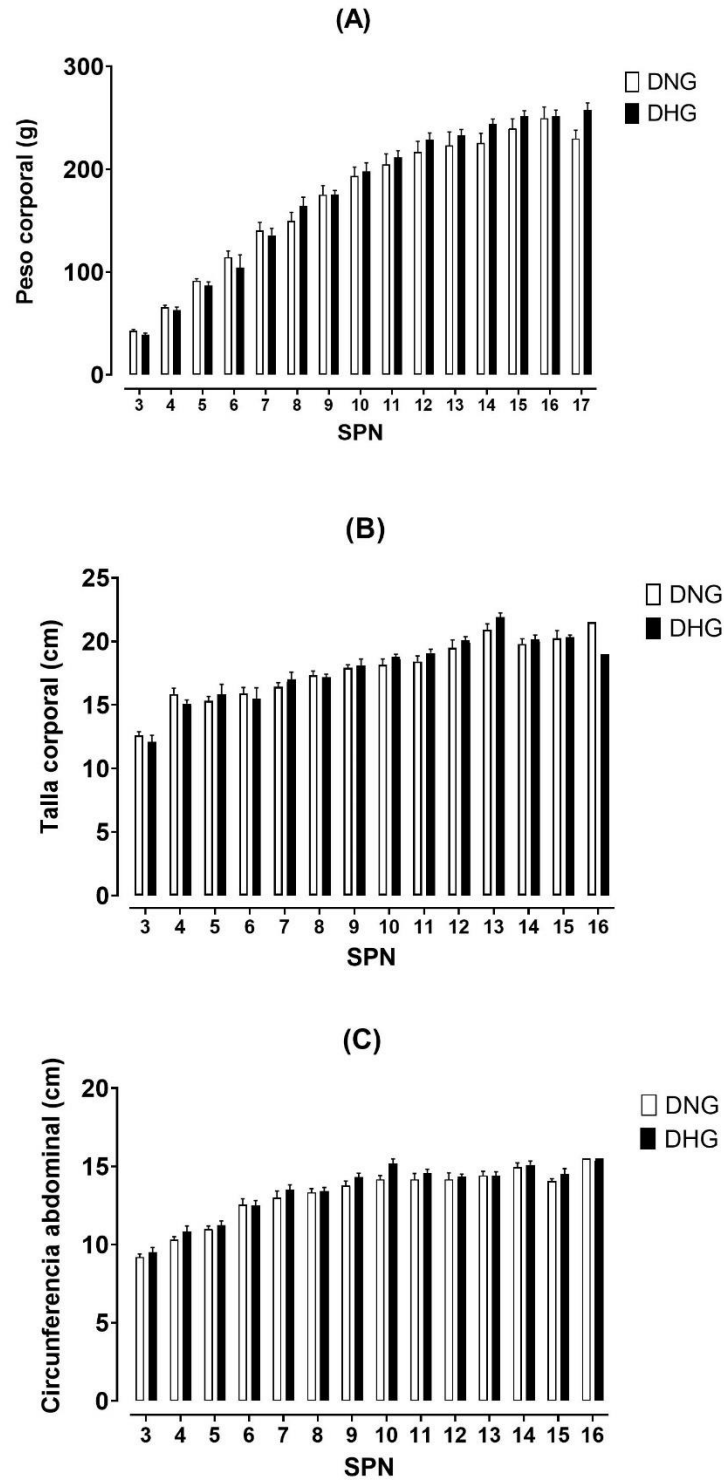 (A)
Peso corporal (g)
300
200
100
0
DNG
DHG
3 4 5 6 7 8 9 10 11 12 13 14 15 16 17
SPN
(B)
Talla corporal (cm)
25
20
15
10
5
0
DNG
DHG
3 4 5 6 7 8 9 10 11 12 13 14 15 16
SPN
(C)
Circunferencia abdominal (cm)
20
15
10
5
0
DNG
DHG
3 4 5 6 7 8 9 10 11 12 13 14 15 16
SPN